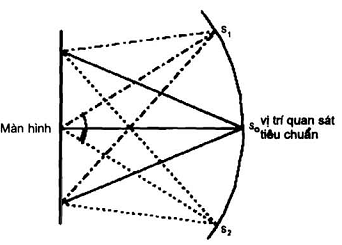 S₁
Màn hình
S₀ vị trí quan sát
tiêu chuẩn
S₂